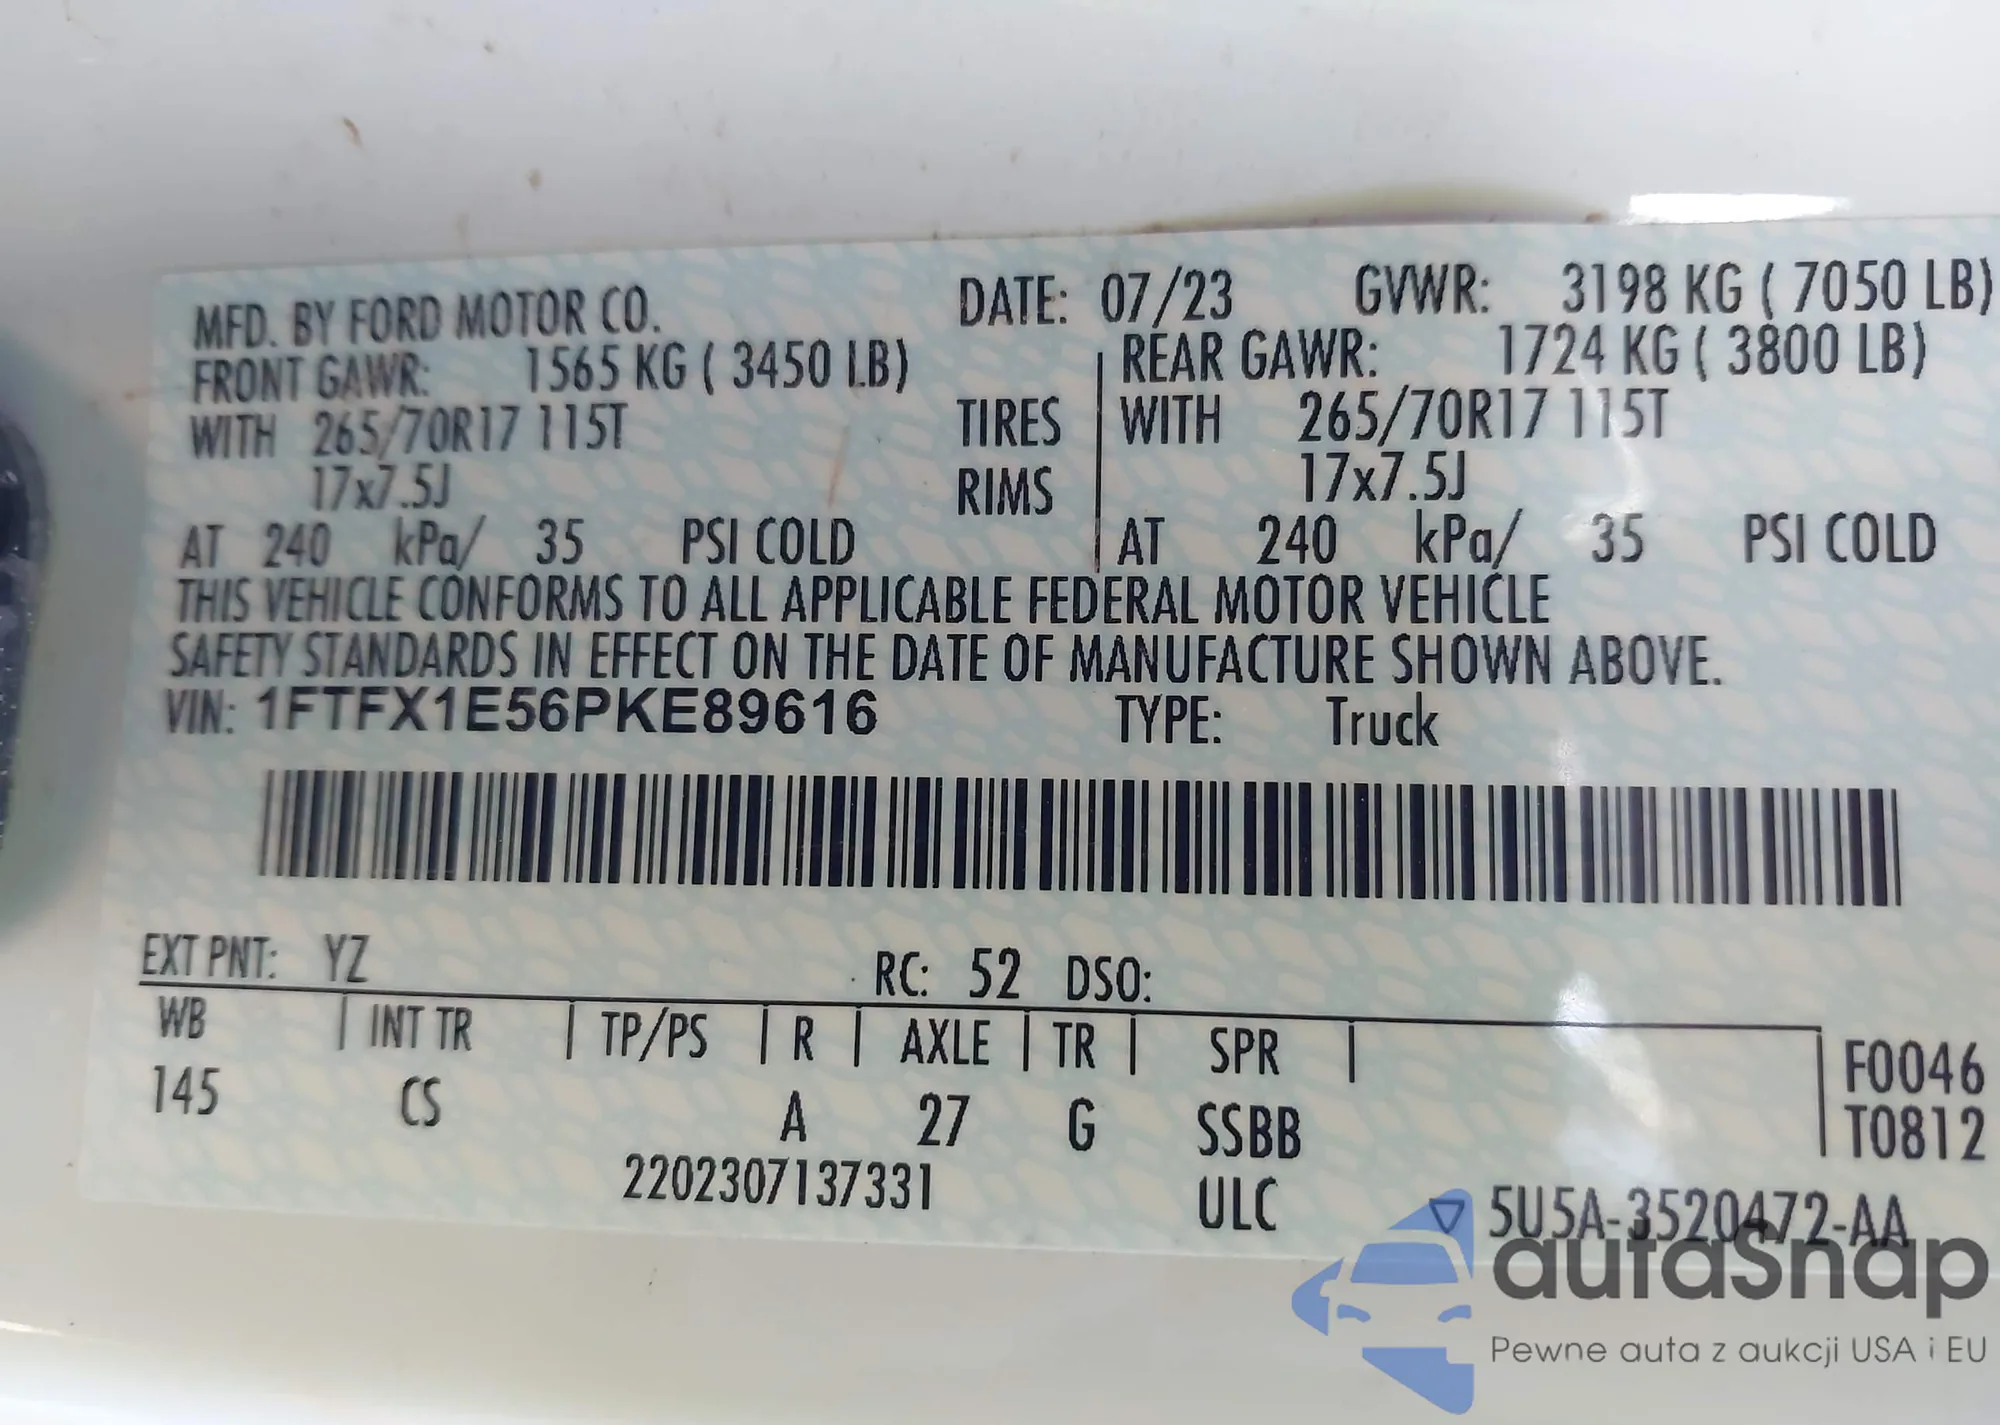 MFD. BY FORD MOTOR CO. DATE: 07/23 GVWR: 3198 KG ( 7050 LB)
FRONT GAWR: 1565 KG ( 3450 LB) REAR GAWR: 1724 KG ( 3800 LB)
WITH 265/70R17 115T TIRES WITH 265/70R17 115T
17x7.5J RIMS 17x7.5J
AT 240 kPa/ 35 PSI COLD AT 240 kPa/ 35 PSI COLD
THIS VEHICLE CONFORMS TO ALL APPLICABLE FEDERAL MOTOR VEHICLE
SAFETY STANDARDS IN EFFECT ON THE DATE OF MANUFACTURE SHOWN ABOVE.
VIN: 1FTFX1E56PKE89616 TYPE: Truck
EXT PNT: YZ RC: 52 DSO:
WB | INT TR | TP/PS | R | AXLE | TR | SPR | F0046
145 CS A 27 G SSBB T0812
2202307137331 ULC 5U5A-3520472-AA
autaSnap
Pewne auta z aukcji USA i EU